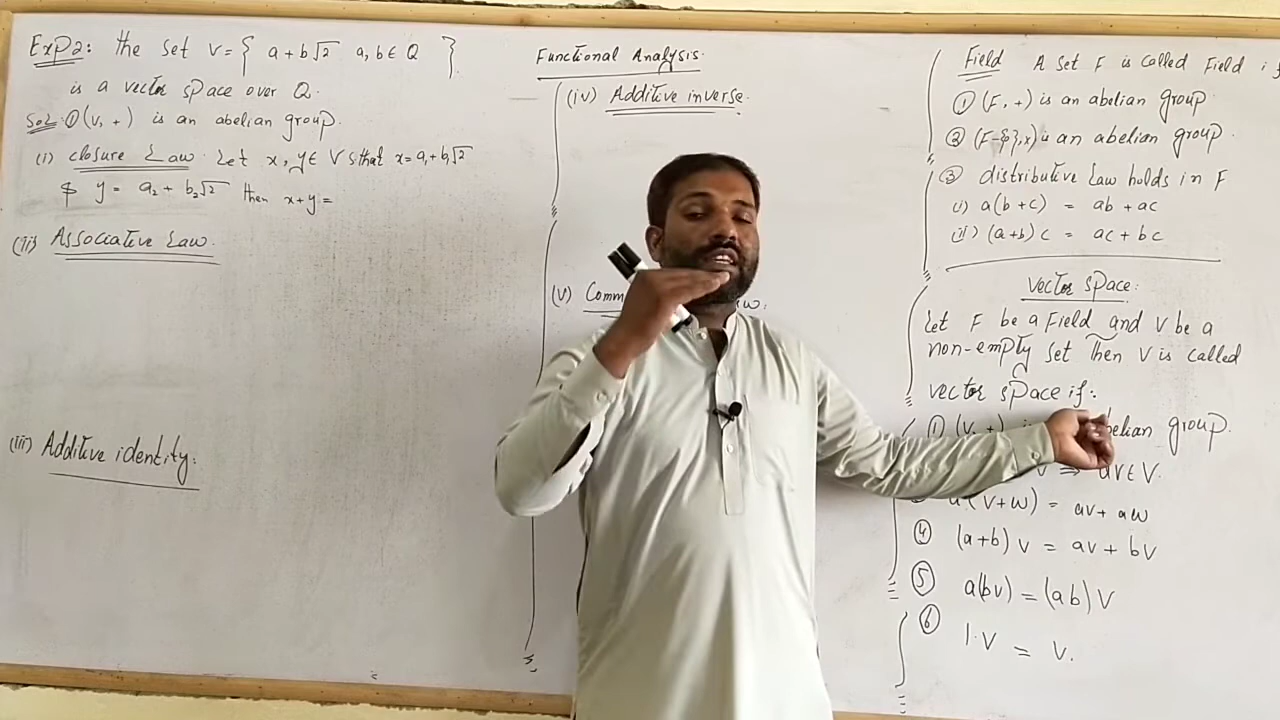 Exp2: the set V = { a + b√2 a, b ∈ Q }
is a vector space over Q.
Sol: ① (V, +) is an abelian group.
(i) closure Law. Let x, y ∈ V s that x = a₁ + b₁√2
& y = a₂ + b₂√2 then x + y =
(ii) Associative Law.
(iii) Additive identity.
Functional Analysis.
(iv) Additive inverse.
(v) Comm
Field A set F is called Field if
① (F, +) is an abelian group
② (F-{0}, x) is an abelian group.
③ distributive Law holds in F
(i) a(b+c) = ab + ac
(ii) (a+b)c = ac + bc
vector space:
Let F be a Field and V be a
non-empty set Then V is called
vector space if:
① (V, +) is abelian group.
V ⇒ av ∈ V.
a(v+w) = av + aw
④ (a+b)v = av + bv
⑤ a(bv) = (ab)V
⑥ 1.V = V.